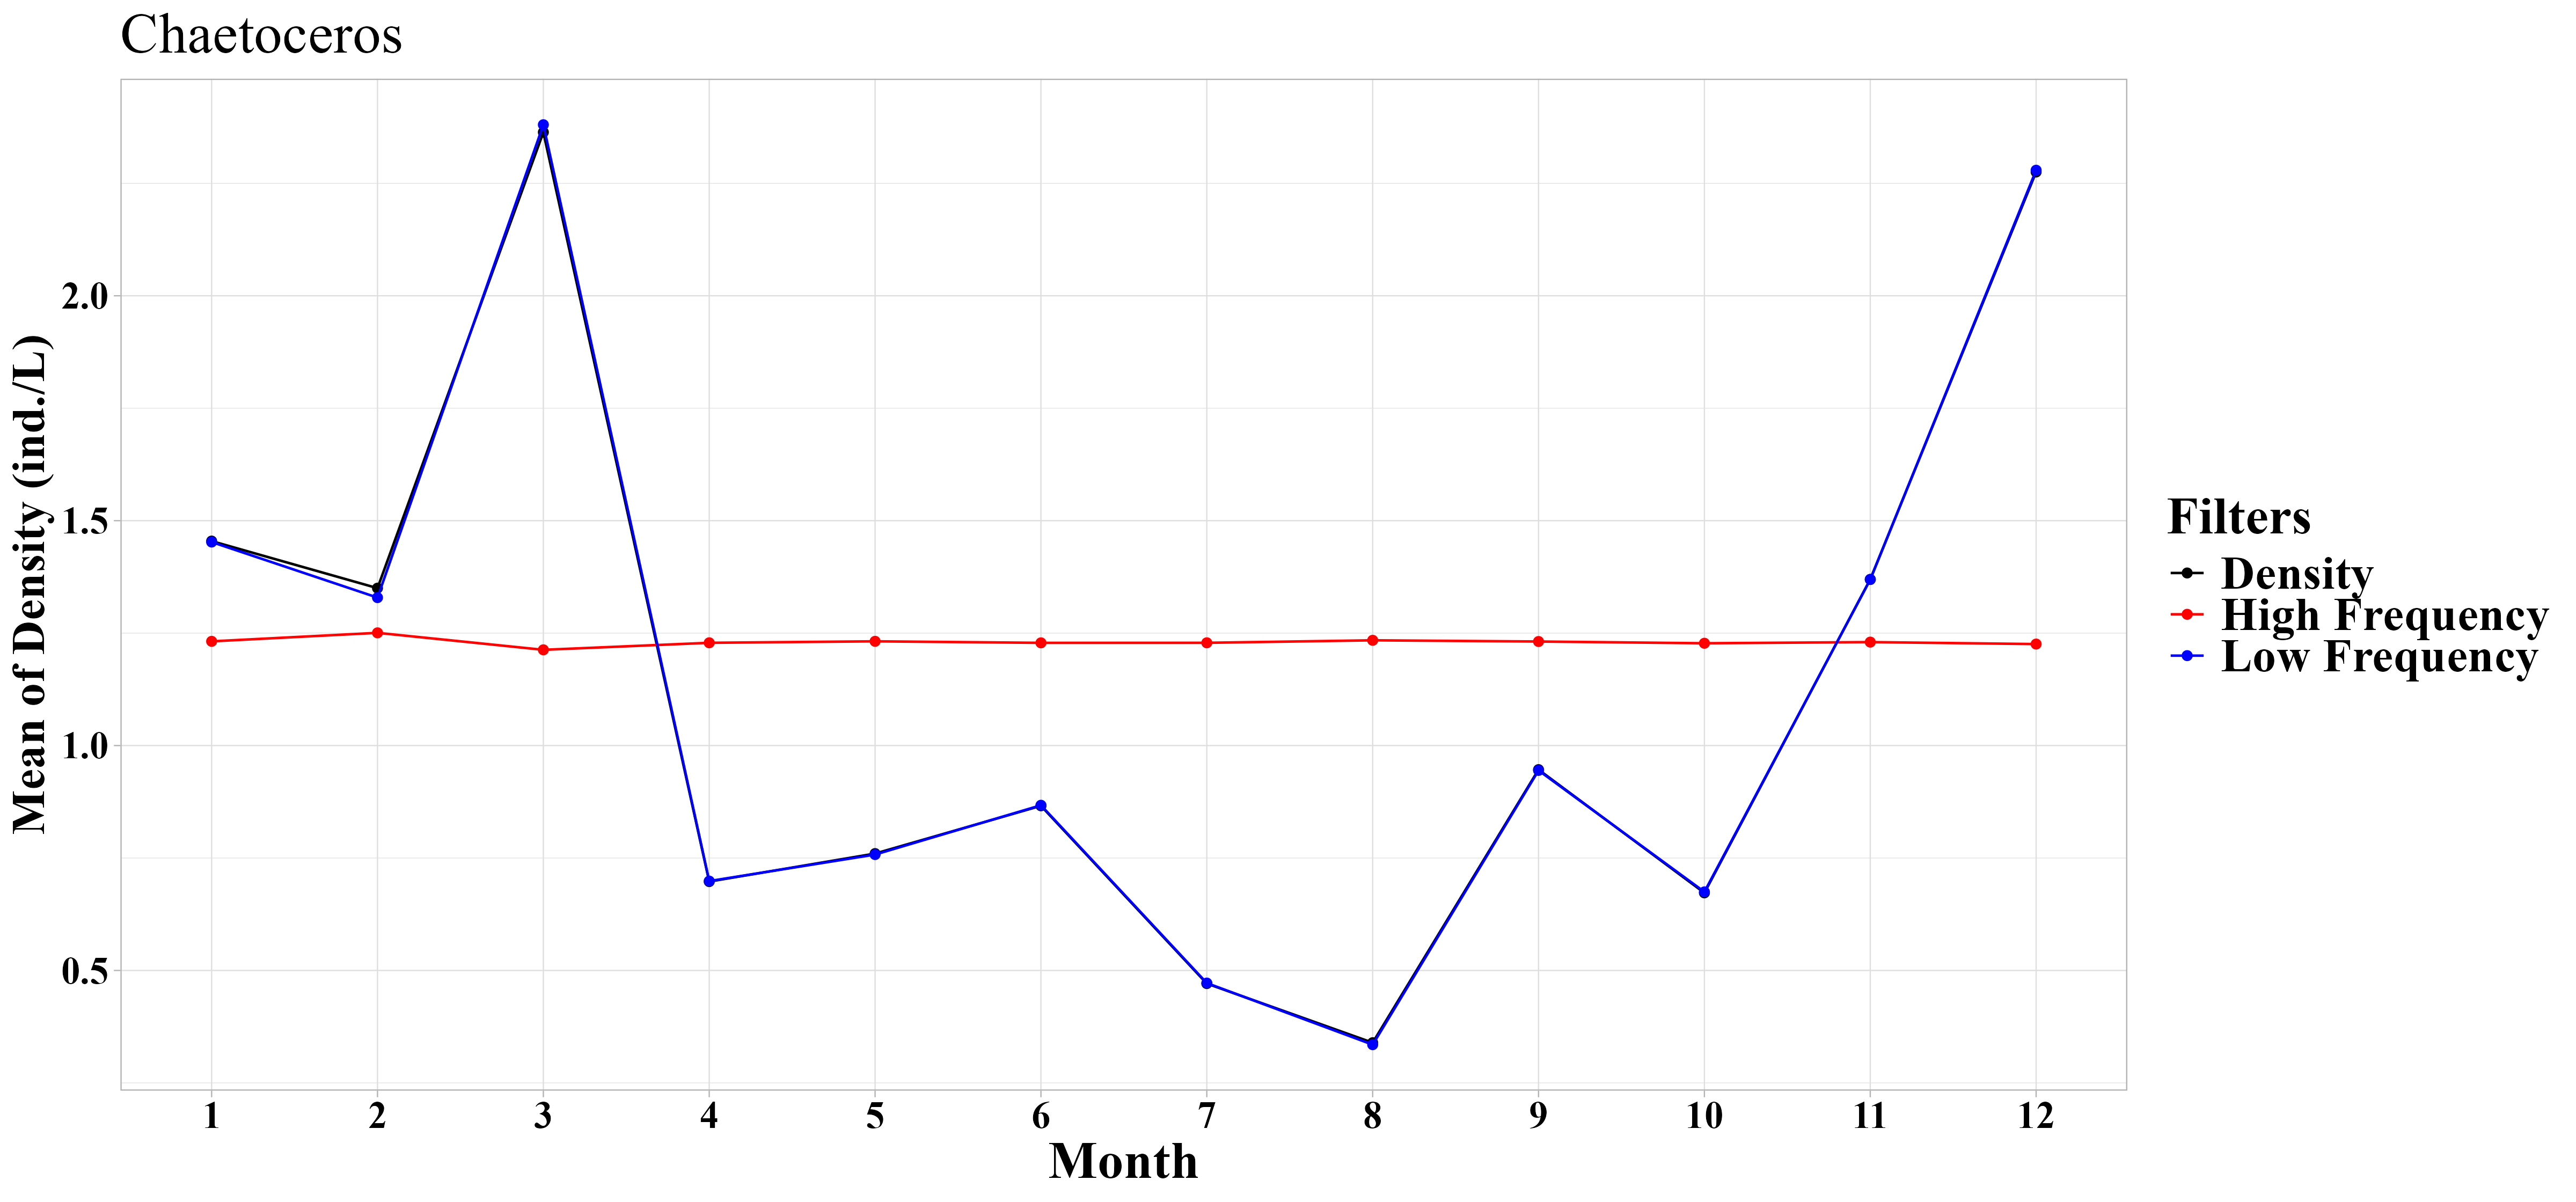 Chaetoceros
Mean of Density (ind./L)
2.0
1.5
1.0
0.5
1 2 3 4 5 6 7 8 9 10 11 12
Month
Filters
Density
High Frequency
Low Frequency